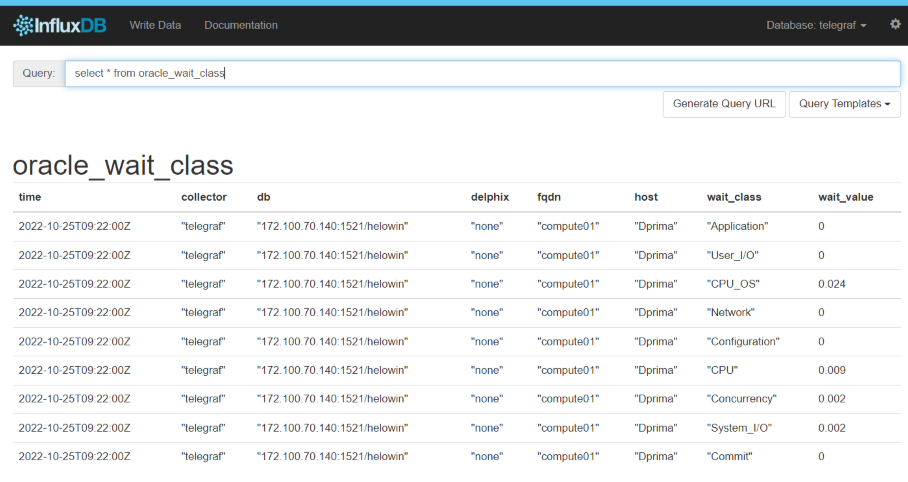 InfluxDB Write Data Documentation Database: telegraf
Query: select * from oracle_wait_class
Generate Query URL Query Templates
oracle_wait_class
time collector db delphix fqdn host wait_class wait_value
2022-10-25T09:22:00Z "telegraf" "172.100.70.140:1521/helowin" "none" "compute01" "Dprima" "Application" 0
2022-10-25T09:22:00Z "telegraf" "172.100.70.140:1521/helowin" "none" "compute01" "Dprima" "User_I/O" 0
2022-10-25T09:22:00Z "telegraf" "172.100.70.140:1521/helowin" "none" "compute01" "Dprima" "CPU_OS" 0.024
2022-10-25T09:22:00Z "telegraf" "172.100.70.140:1521/helowin" "none" "compute01" "Dprima" "Network" 0
2022-10-25T09:22:00Z "telegraf" "172.100.70.140:1521/helowin" "none" "compute01" "Dprima" "Configuration" 0
2022-10-25T09:22:00Z "telegraf" "172.100.70.140:1521/helowin" "none" "compute01" "Dprima" "CPU" 0.009
2022-10-25T09:22:00Z "telegraf" "172.100.70.140:1521/helowin" "none" "compute01" "Dprima" "Concurrency" 0.002
2022-10-25T09:22:00Z "telegraf" "172.100.70.140:1521/helowin" "none" "compute01" "Dprima" "System_I/O" 0.002
2022-10-25T09:22:00Z "telegraf" "172.100.70.140:1521/helowin" "none" "compute01" "Dprima" "Commit" 0